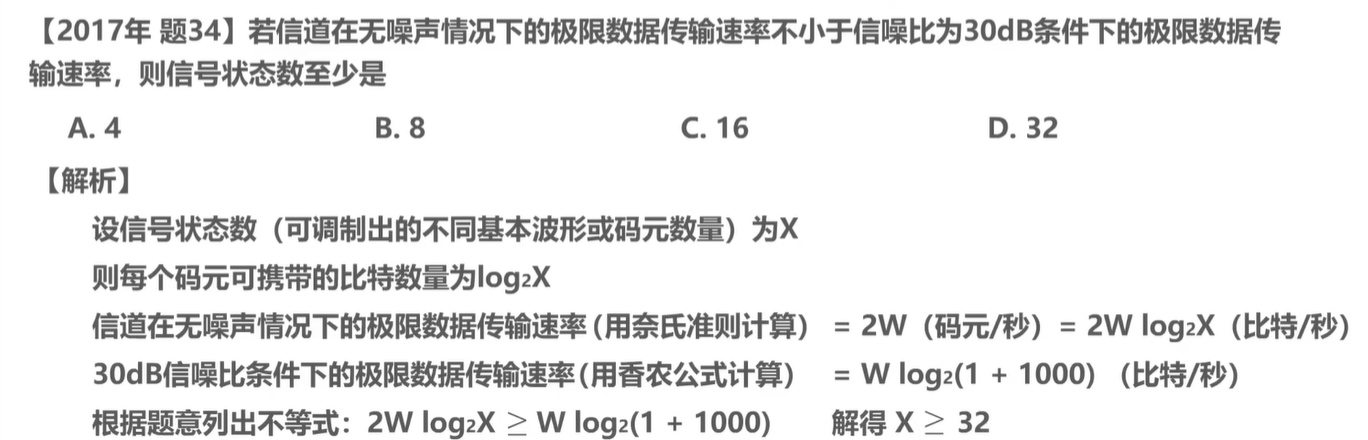 【2017年 题34】若信道在无噪声情况下的极限数据传输速率不小于信噪比为30dB条件下的极限数据传
输速率，则信号状态数至少是
A. 4 B. 8 C. 16 D. 32
【解析】
设信号状态数（可调制出的不同基本波形或码元数量）为X
则每个码元可携带的比特数量为log₂X
信道在无噪声情况下的极限数据传输速率（用奈氏准则计算） = 2W（码元/秒）= 2W log₂X（比特/秒）
30dB信噪比条件下的极限数据传输速率（用香农公式计算） = W log₂(1 + 1000) （比特/秒）
根据题意列出不等式：2W log₂X ≥ W log₂(1 + 1000) 解得 X ≥ 32